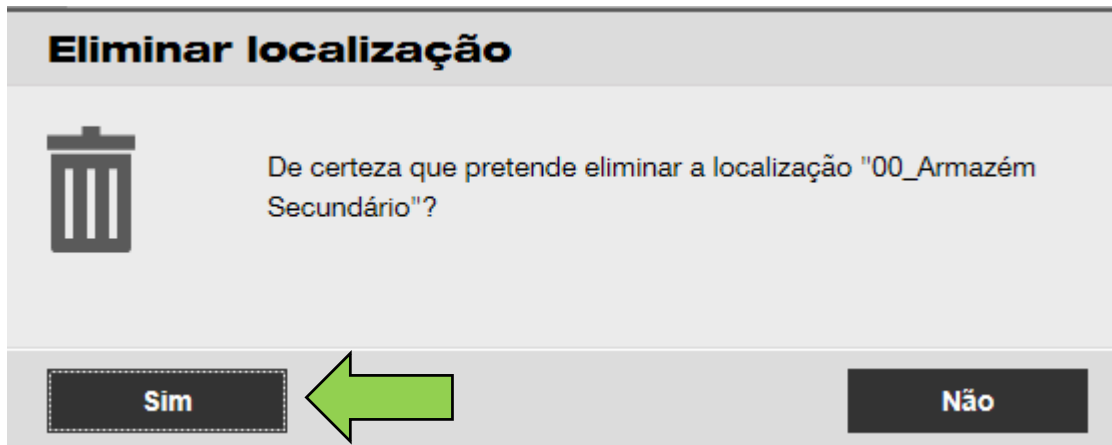 Eliminar localização
De certeza que pretende eliminar a localização "00_Armazém
Secundário"?
Sim
Não